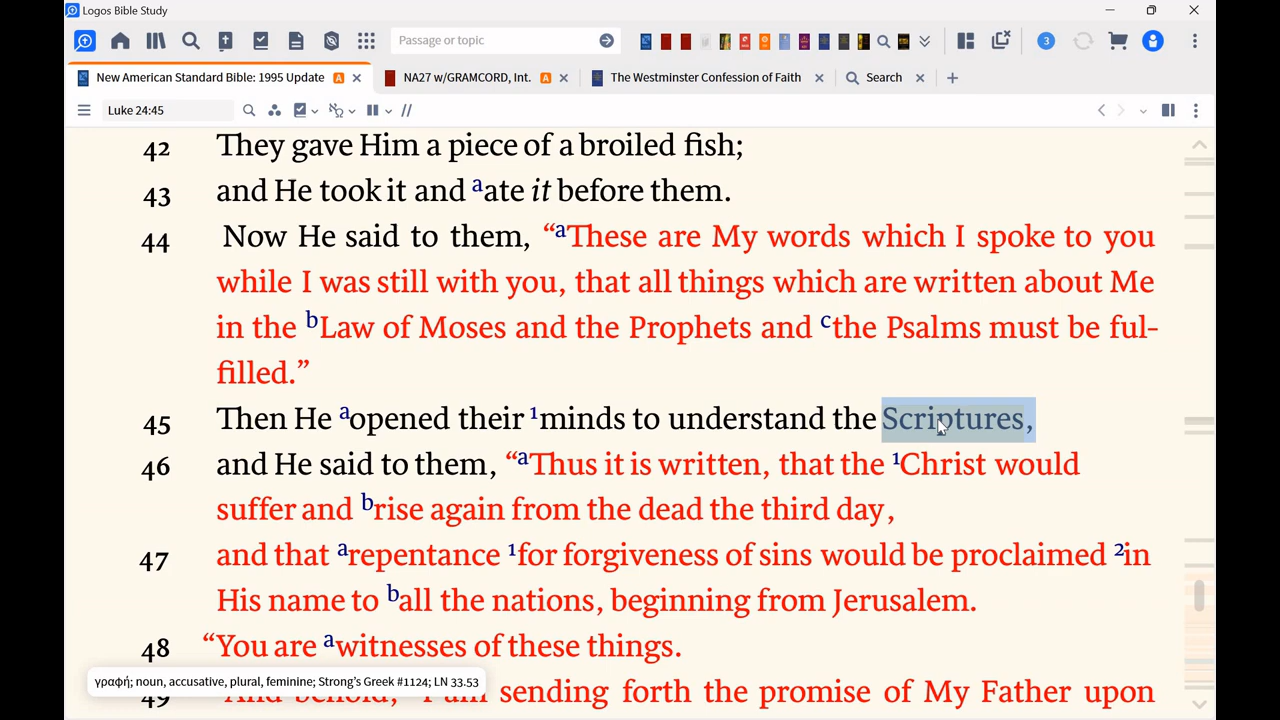 Logos Bible Study
Passage or topic
3
New American Standard Bible: 1995 Update A
NA27 w/GRAMCORD, Int. A
The Westminster Confession of Faith
Search
Luke 24:45
42 They gave Him a piece of a broiled fish;
43 and He took it and ᵃate it before them.
44 Now He said to them, “ᵃThese are My words which I spoke to you
while I was still with you, that all things which are written about Me
in the ᵇLaw of Moses and the Prophets and ᶜthe Psalms must be ful-
filled.”
45 Then He ᵃopened their ¹minds to understand the Scriptures,
46 and He said to them, “ᵃThus it is written, that the ¹Christ would
suffer and ᵇrise again from the dead the third day,
47 and that ᵃrepentance ¹for forgiveness of sins would be proclaimed ²in
His name to ᵇall the nations, beginning from Jerusalem.
48 “You are ᵃwitnesses of these things.
γραφή; noun, accusative, plural, feminine; Strong’s Greek #1124; LN 33.53
49 “And behold, I am sending forth the promise of My Father upon